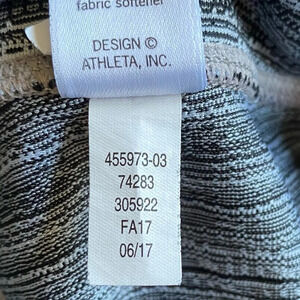 fabric softener
DESIGN ©
ATHLETA, INC.
455973-03
74283
305922
FA17
06/17